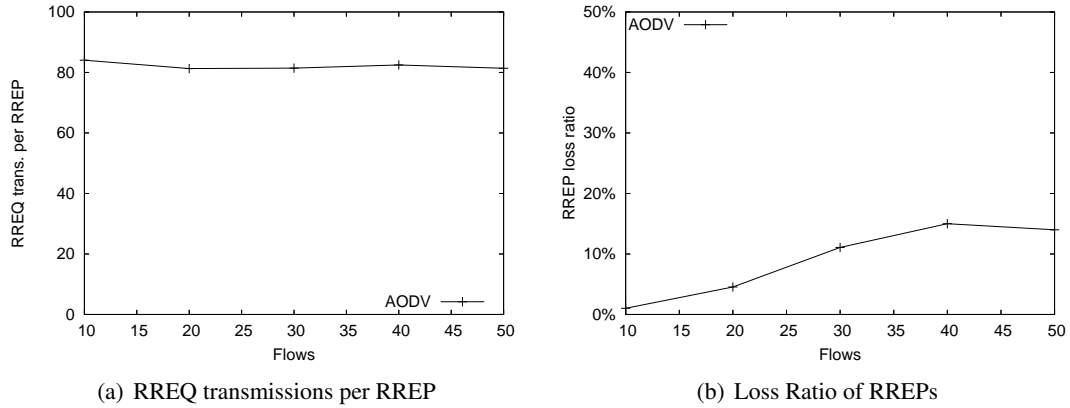 100
80
60
40
20
0
10 15 20 25 30 35 40 45 50
RREQ trans. per RREP
Flows
AODV
(a) RREQ transmissions per RREP
50%
40%
30%
20%
10%
0%
10 15 20 25 30 35 40 45 50
RREP loss ratio
Flows
AODV
(b) Loss Ratio of RREPs